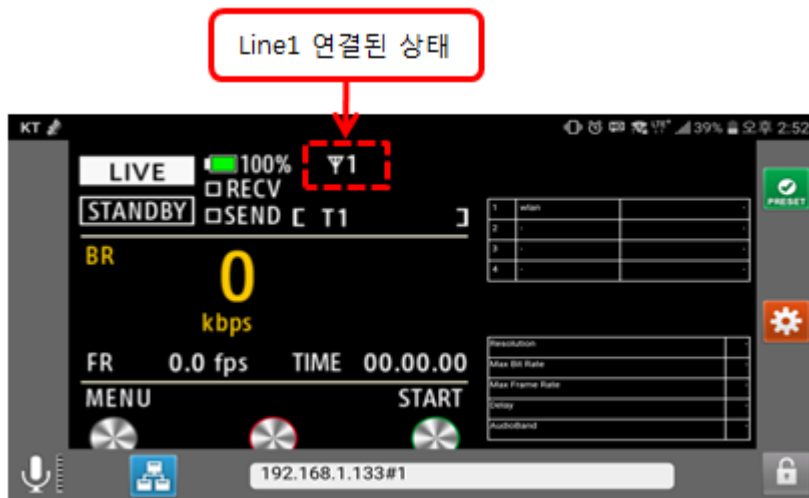 Line1 연결된 상태
KT 39% 오후 2:52
LIVE 100% 1
RECV
STANDBY SEND [ T1 ]
PRESET
1 wlan -
2 - -
3 - -
4 - -
BR
0
kbps
FR 0.0 fps TIME 00.00.00
Resolution -
Max Bit Rate -
Max Frame Rate -
Delay -
AudioBand -
MENU START
192.168.1.133#1